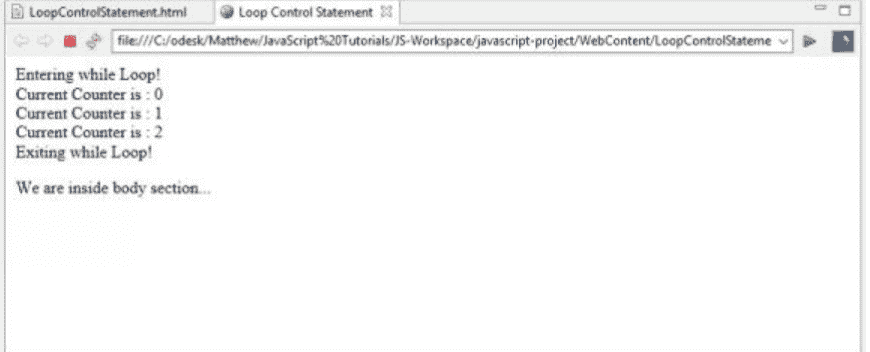 LoopControlStatement.html
Loop Control Statement
file:///C:/odesk/Matthew/JavaScript%20Tutorials/JS-Workspace/javascript-project/WebContent/LoopControlStateme
Entering while Loop!
Current Counter is : 0
Current Counter is : 1
Current Counter is : 2
Exiting while Loop!
We are inside body section...